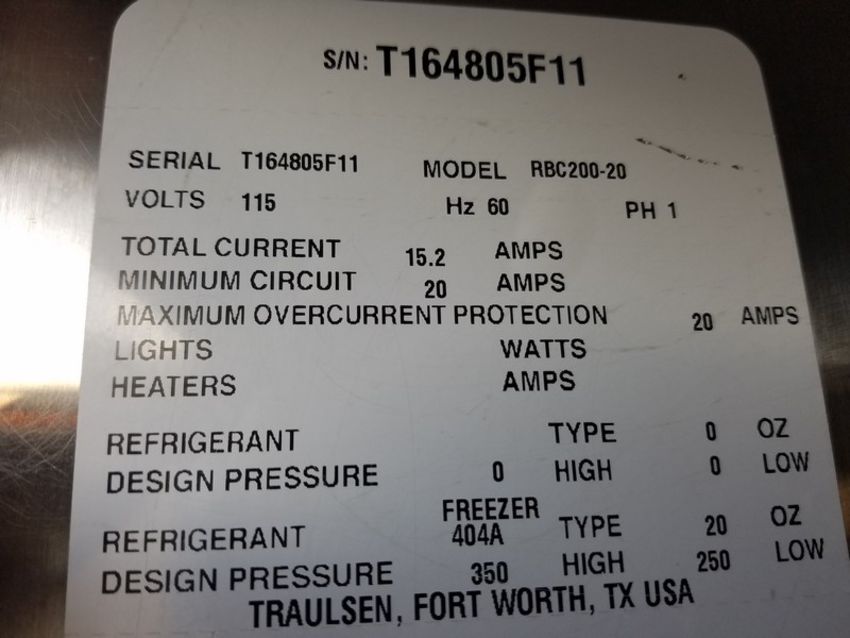 S/N: T164805F11
SERIAL T164805F11 MODEL RBC200-20
VOLTS 115 Hz 60 PH 1
TOTAL CURRENT 15.2 AMPS
MINIMUM CIRCUIT 20 AMPS
MAXIMUM OVERCURRENT PROTECTION 20 AMPS
LIGHTS WATTS
HEATERS AMPS
REFRIGERANT TYPE 0 OZ
DESIGN PRESSURE 0 HIGH 0 LOW
FREEZER
REFRIGERANT 404A TYPE 20 OZ
DESIGN PRESSURE 350 HIGH 250 LOW
TRAULSEN, FORT WORTH, TX USA